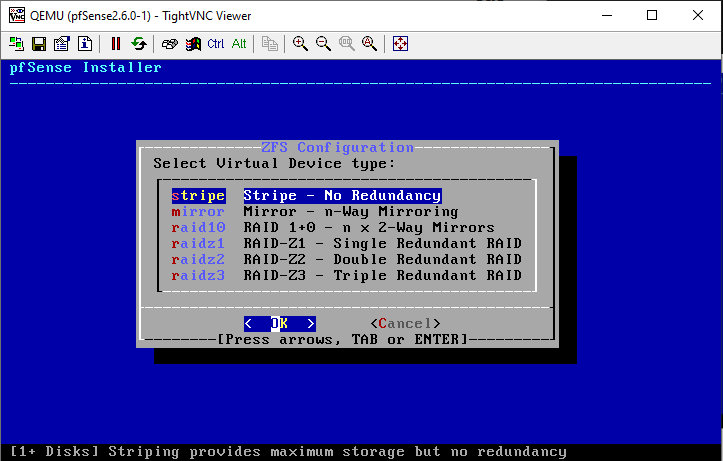 QEMU (pfSense2.6.0-1) - TightVNC Viewer
Ctrl Alt
pfSense Installer
ZFS Configuration
Select Virtual Device type:
stripe Stripe - No Redundancy
mirror Mirror - n-Way Mirroring
raid10 RAID 1+0 - n x 2-Way Mirrors
raidz1 RAID-Z1 - Single Redundant RAID
raidz2 RAID-Z2 - Double Redundant RAID
raidz3 RAID-Z3 - Triple Redundant RAID
< OK > <Cancel>
[Press arrows, TAB or ENTER]
[1+ Disks] Striping provides maximum storage but no redundancy